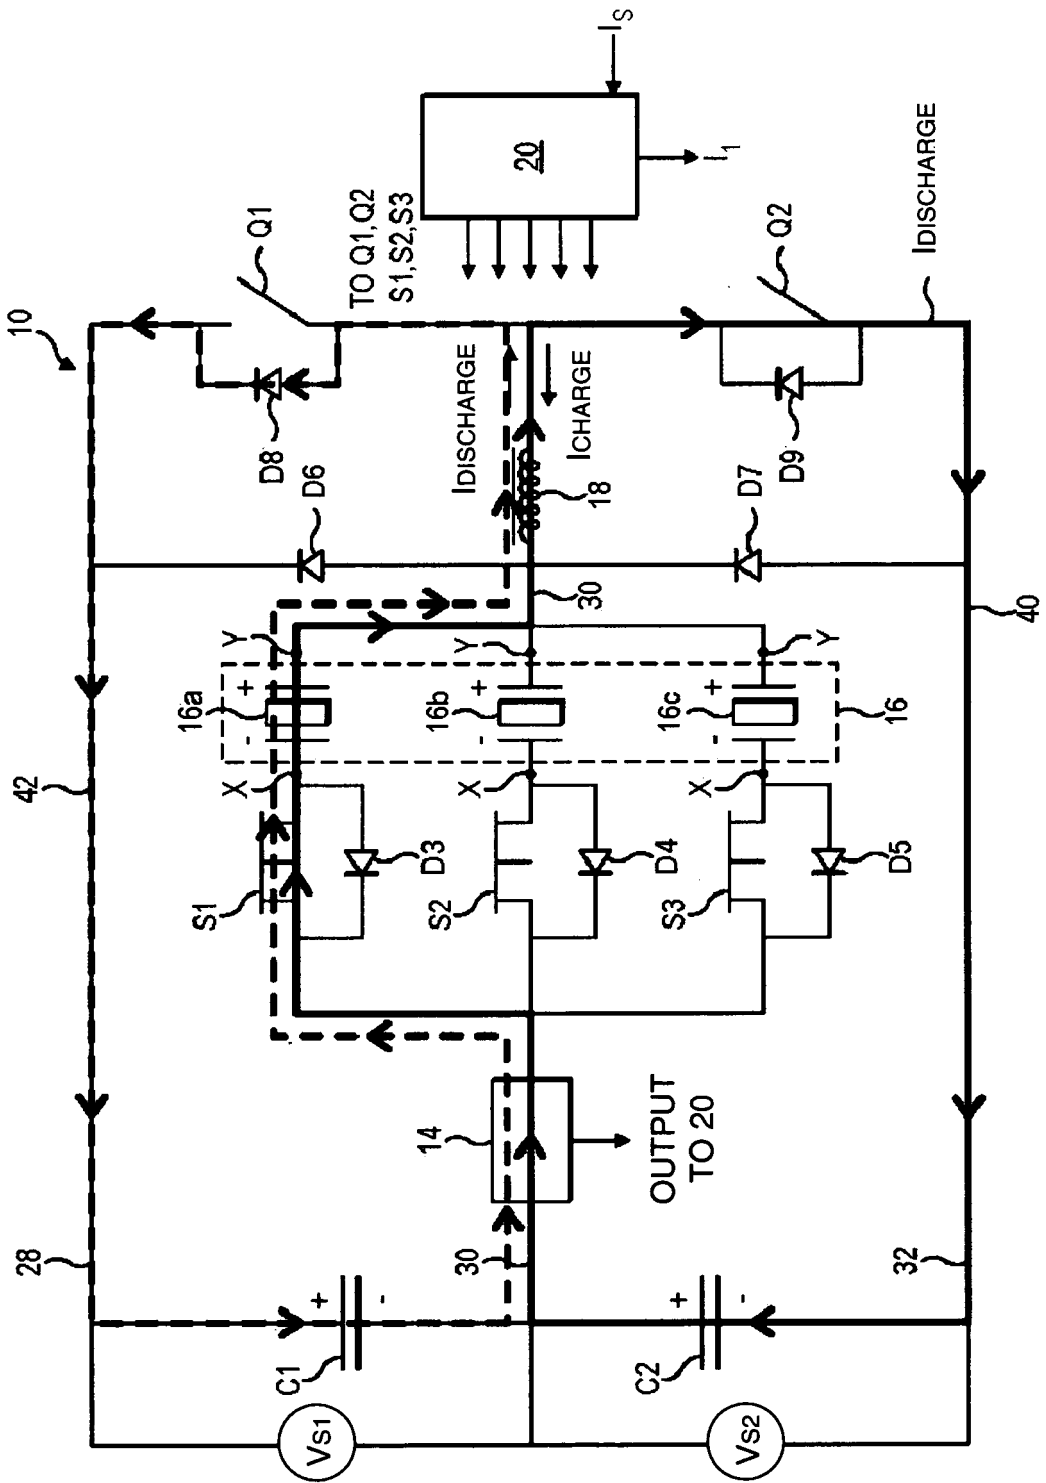 10
42
28
Q1
D8
D6
TO Q1,Q2
S1,S2,S3
20
IS
I1
IDISCHARGE
ICHARGE
18
30
Y
16a
+
-
X
S1
D3
Y
16b
+
-
X
S2
D4
Y
16c
+
-
X
S3
D5
16
14
OUTPUT
TO 20
30
C1
+
-
C2
+
-
VS1
VS2
D7
D9
Q2
IDISCHARGE
40
32